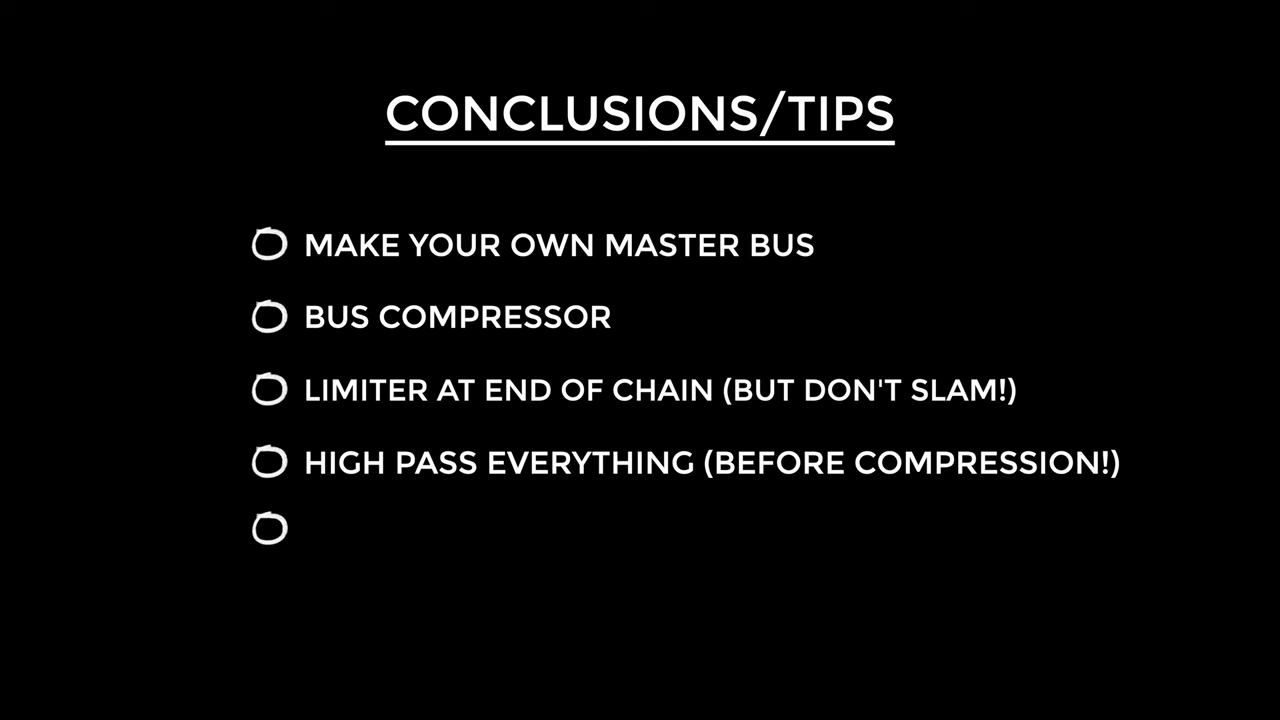 CONCLUSIONS/TIPS
MAKE YOUR OWN MASTER BUS
BUS COMPRESSOR
LIMITER AT END OF CHAIN (BUT DON'T SLAM!)
HIGH PASS EVERYTHING (BEFORE COMPRESSION!)